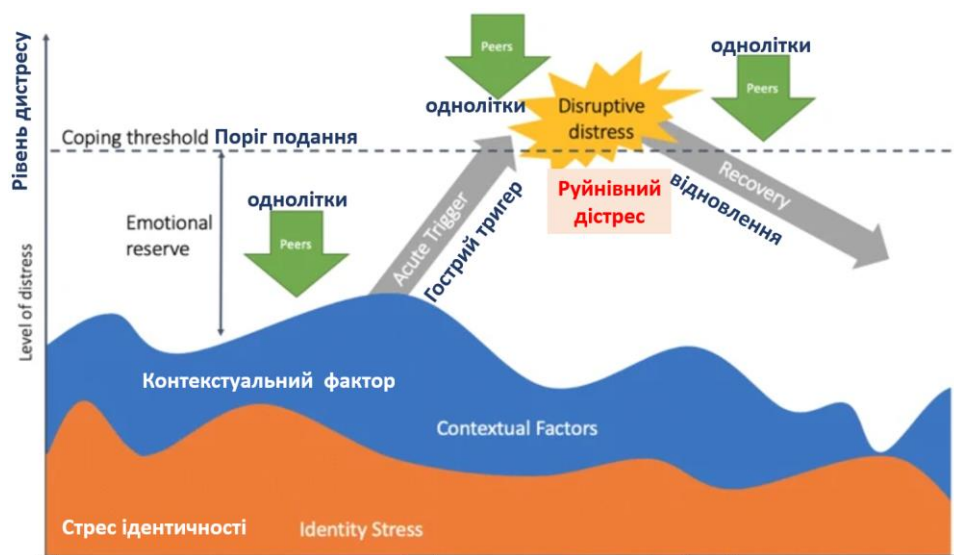 Peers
однолітки
однолітки
Peers
Рівень дистресу
Disruptive
distress
Coping threshold Поріг подання
Руйнівний
дістрес
Recovery
відновлення
однолітки
Peers
Emotional
reserve
Acute Trigger
Гострий тригер
Level of distress
Контекстуальний фактор
Contextual Factors
Стрес ідентичності
Identity Stress